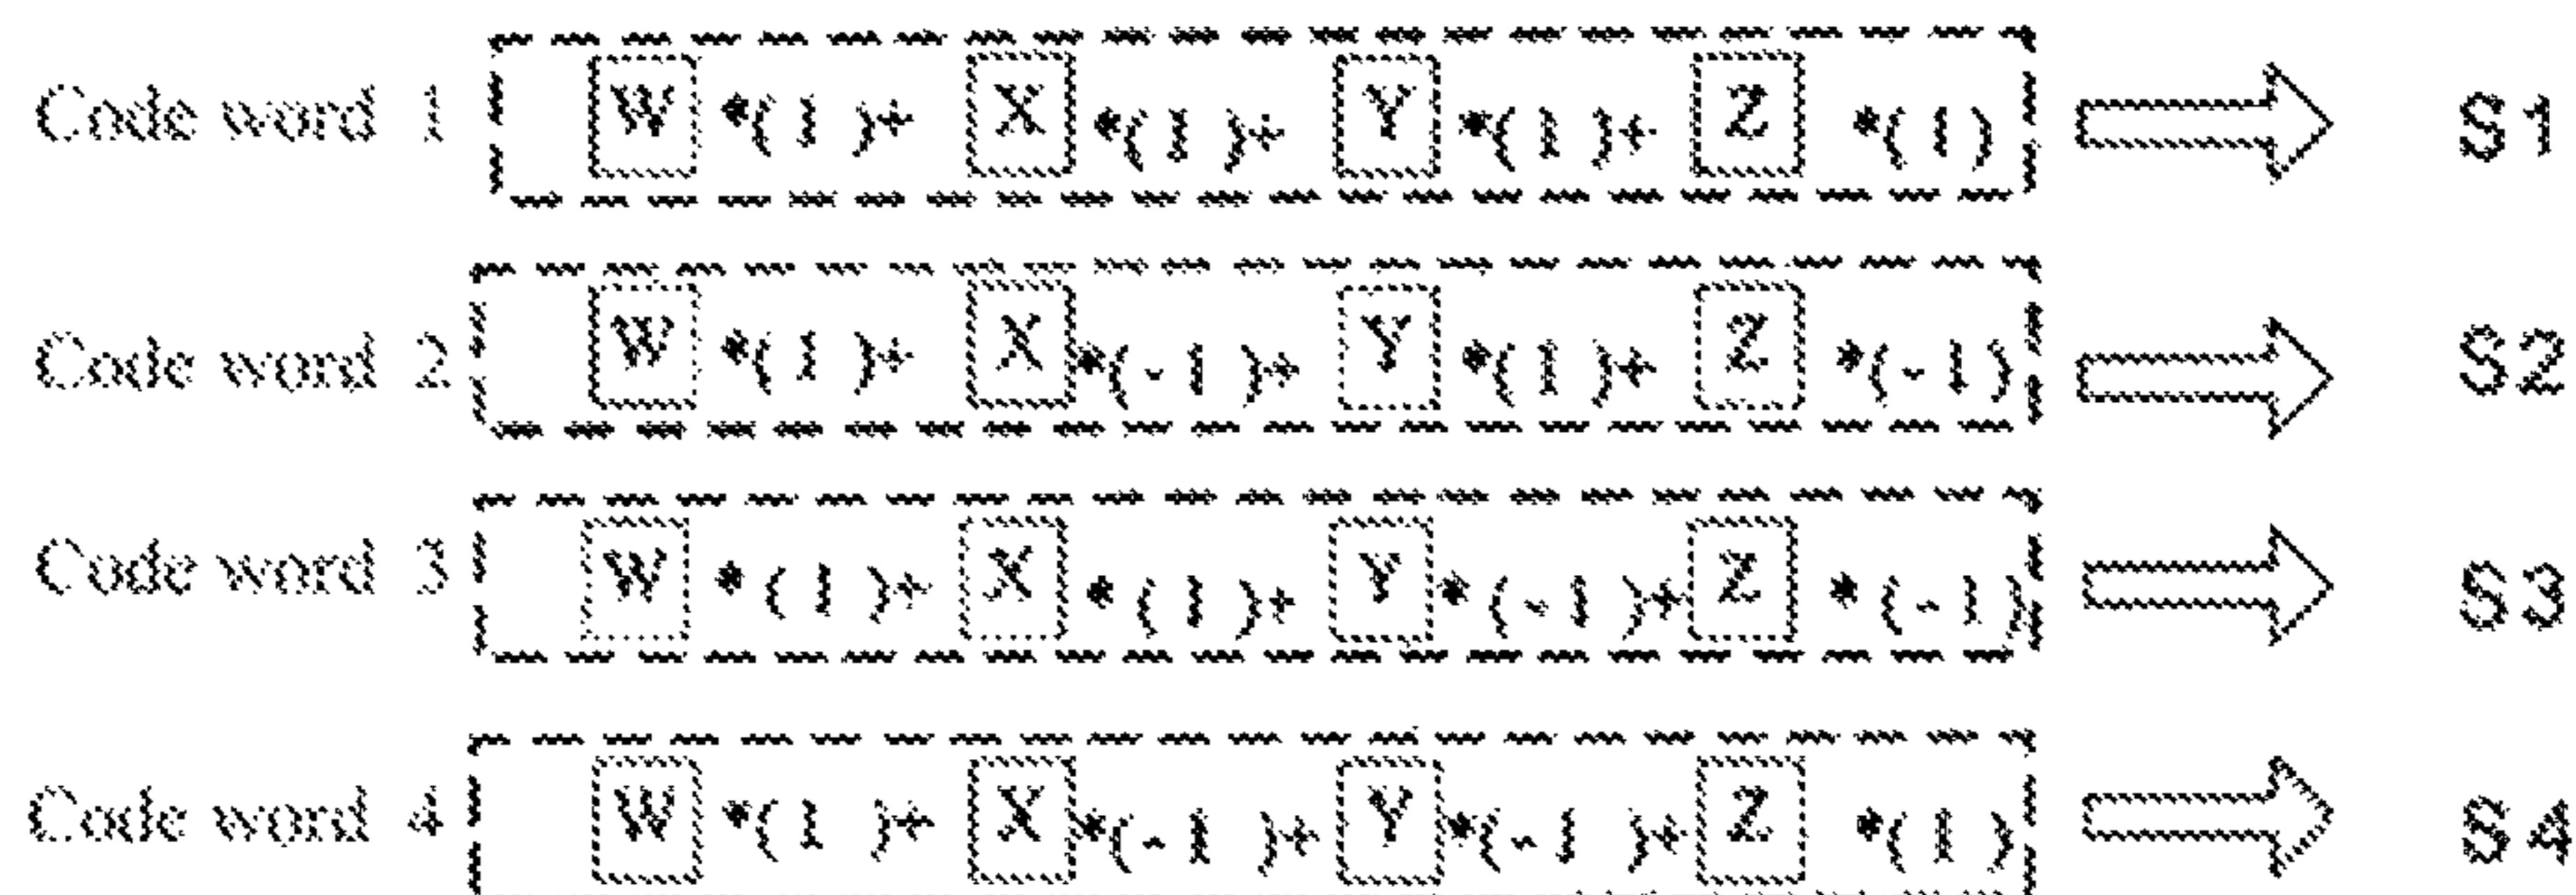 Code word 1 W *(1)+ X *(1)+ Y *(1)+ Z *(1) S1
Code word 2 W *(1)+ X *(-1)+ Y *(1)+ Z *(-1) S2
Code word 3 W *(1)+ X *(1)+ Y *(-1)+ Z *(-1) S3
Code word 4 W *(1)+ X *(-1)+ Y *(-1)+ Z *(1) S4